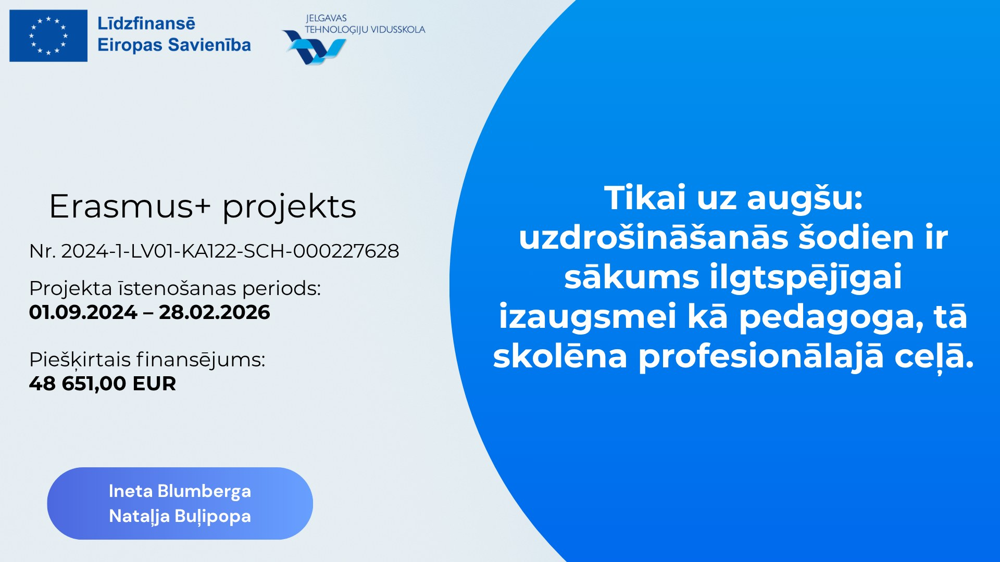 Līdzfinansē
Eiropas Savienība
JELGAVAS
TEHNOLOĢIJU VIDUSSKOLA
Erasmus+ projekts
Nr. 2024-1-LV01-KA122-SCH-000227628
Projekta īstenošanas periods:
01.09.2024 – 28.02.2026
Piešķirtais finansējums:
48 651,00 EUR
Ineta Blumberga
Nataļja Buļipopa
Tikai uz augšu:
uzdrošināšanās šodien ir
sākums ilgtspējīgai
izaugsmei kā pedagoga, tā
skolēna profesionālajā ceļā.